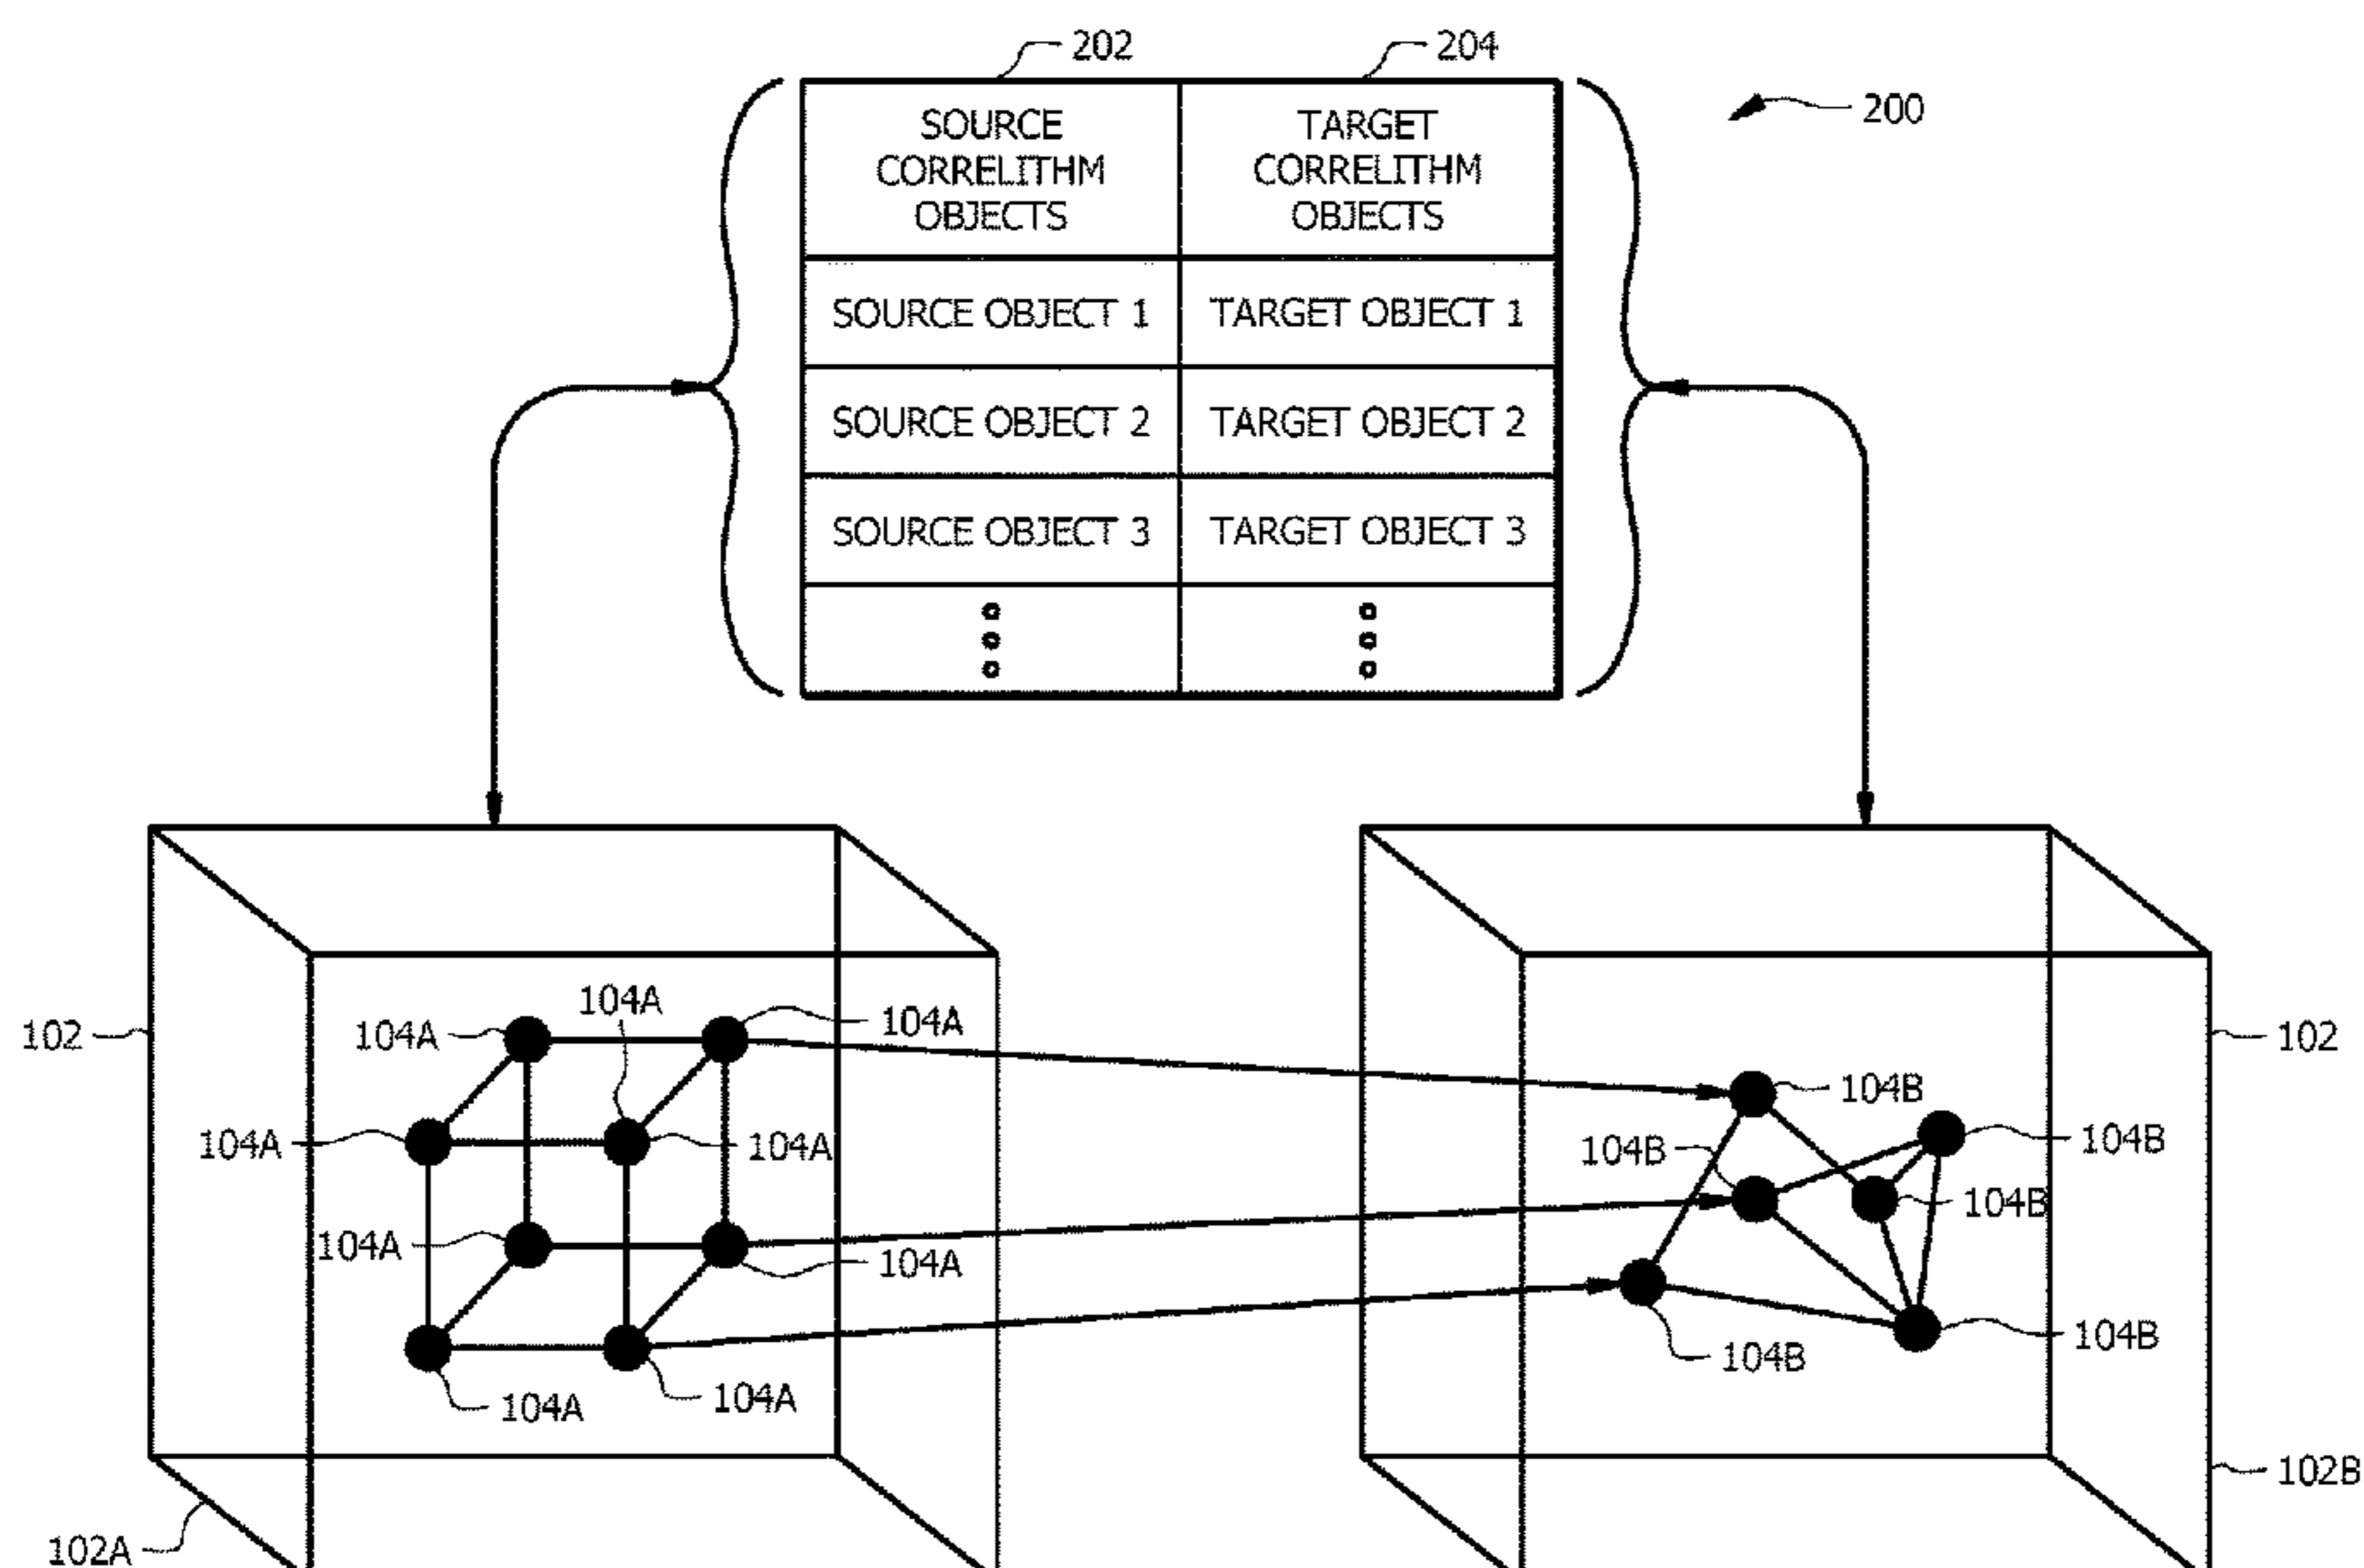 202
204
200
SOURCE
CORRELITHM
OBJECTS
TARGET
CORRELITHM
OBJECTS
SOURCE OBJECT 1
TARGET OBJECT 1
SOURCE OBJECT 2
TARGET OBJECT 2
SOURCE OBJECT 3
TARGET OBJECT 3
102
104A
104A
104A
104A
104A
104A
104A
104A
104A
102A
102
104B
104B
104B
104B
104B
104B
102B